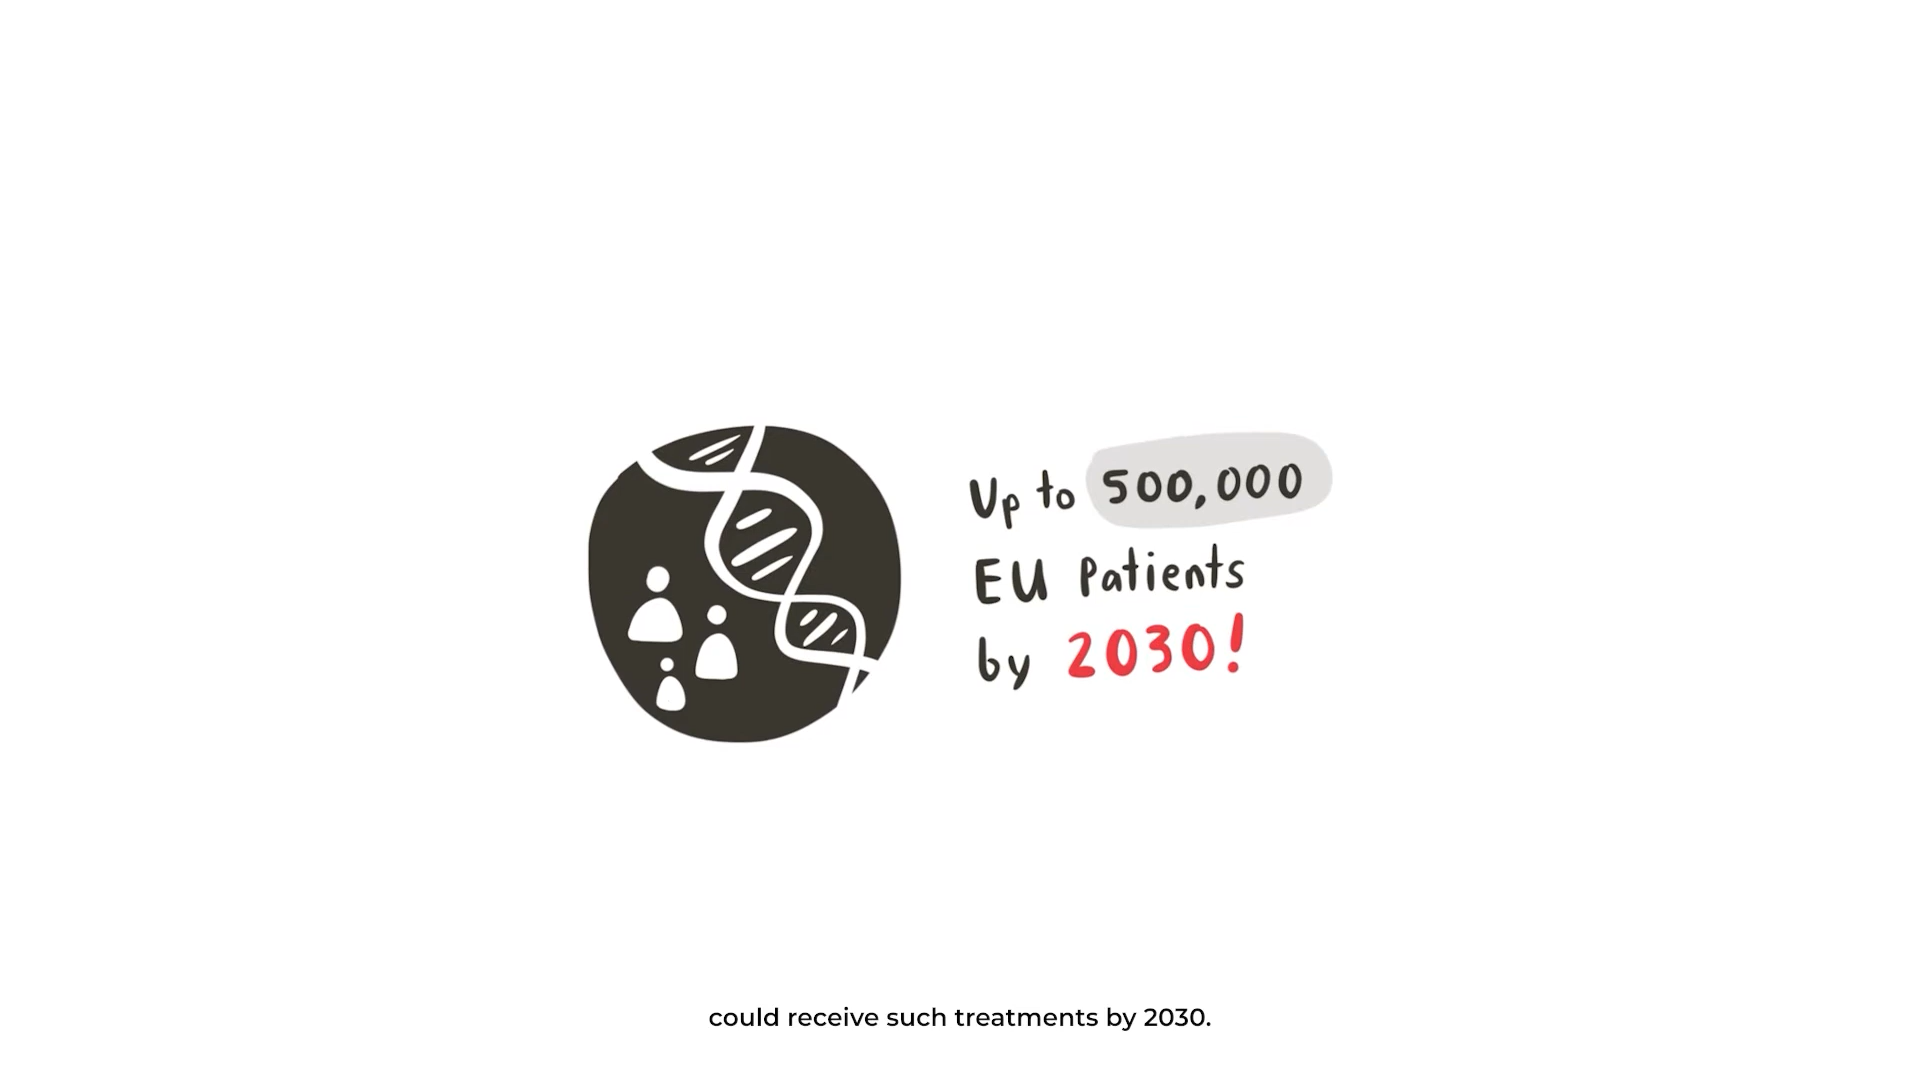 Up to 500,000
EU Patients
by 2030!
could receive such treatments by 2030.